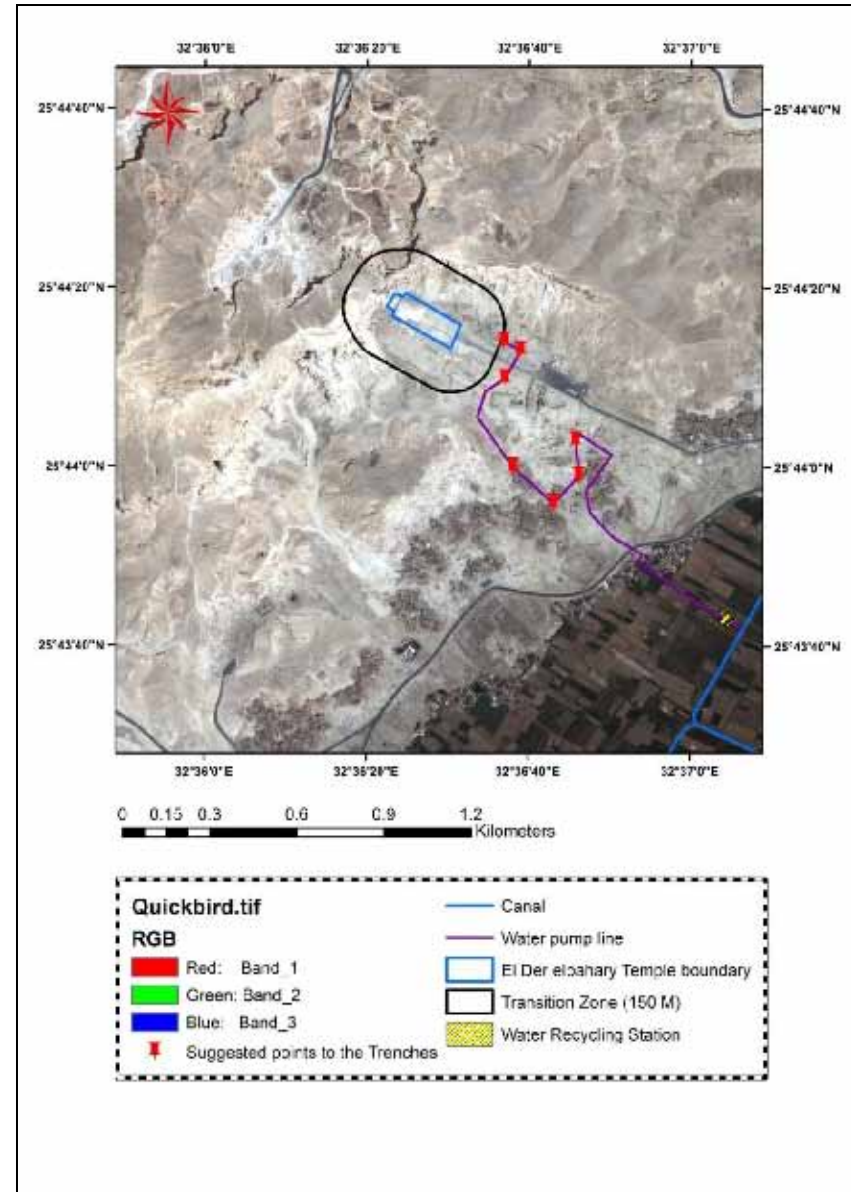 32°36'0"E 32°36'20"E 32°36'40"E 32°37'0"E
25°44'40"N 25°44'40"N
25°44'20"N 25°44'20"N
25°44'0"N 25°44'0"N
25°43'40"N 25°43'40"N
32°36'0"E 32°36'20"E 32°36'40"E 32°37'0"E
0 0.15 0.3 0.6 0.9 1.2
Kilometers
Quickbird.tif
RGB
Red: Band_1
Green: Band_2
Blue: Band_3
Suggested points to the Trenches
Canal
Water pump line
El Der elbahary Temple boundary
Transition Zone (150 M)
Water Recycling Station